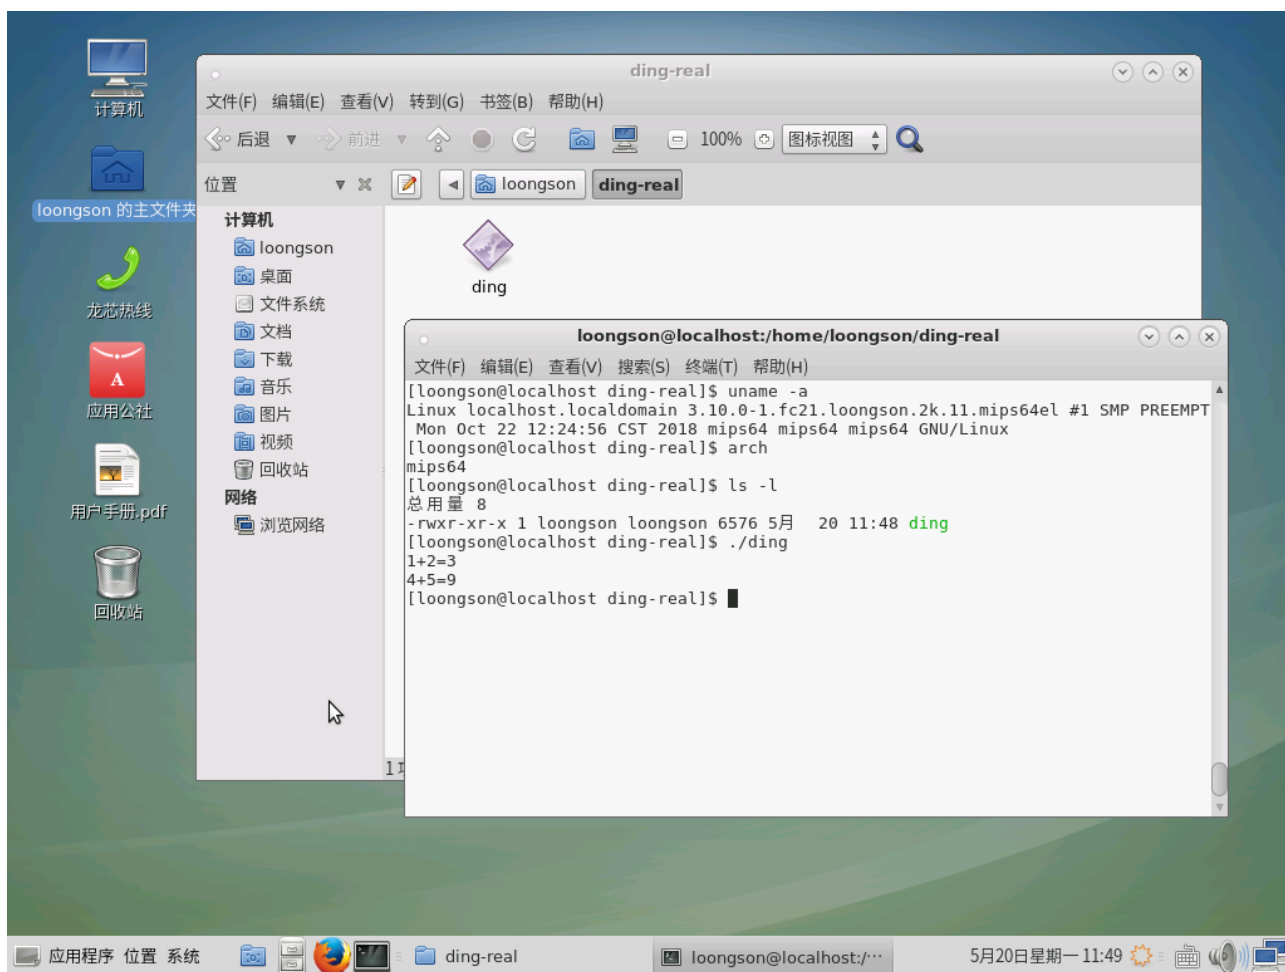 计算机
loongson 的主文件夹
龙芯热线
A
应用公社
用户手册.pdf
回收站
ding-real
文件(F) 编辑(E) 查看(V) 转到(G) 书签(B) 帮助(H)
后退 前进 100% 图标视图
位置 loongson ding-real
计算机
loongson
桌面
文件系统
文档
下载
音乐
图片
视频
回收站
网络
浏览网络
ding
loongson@localhost:/home/loongson/ding-real
文件(F) 编辑(E) 查看(V) 搜索(S) 终端(T) 帮助(H)
[loongson@localhost ding-real]$ uname -a
Linux localhost.localdomain 3.10.0-1.fc21.loongson.2k.11.mips64el #1 SMP PREEMPT
Mon Oct 22 12:24:56 CST 2018 mips64 mips64 mips64 GNU/Linux
[loongson@localhost ding-real]$ arch
mips64
[loongson@localhost ding-real]$ ls -l
总用量 8
-rwxr-xr-x 1 loongson loongson 6576 5月 20 11:48 ding
[loongson@localhost ding-real]$ ./ding
1+2=3
4+5=9
[loongson@localhost ding-real]$
应用程序 位置 系统 ding-real loongson@localhost:/··· 5月20日星期一 11:49